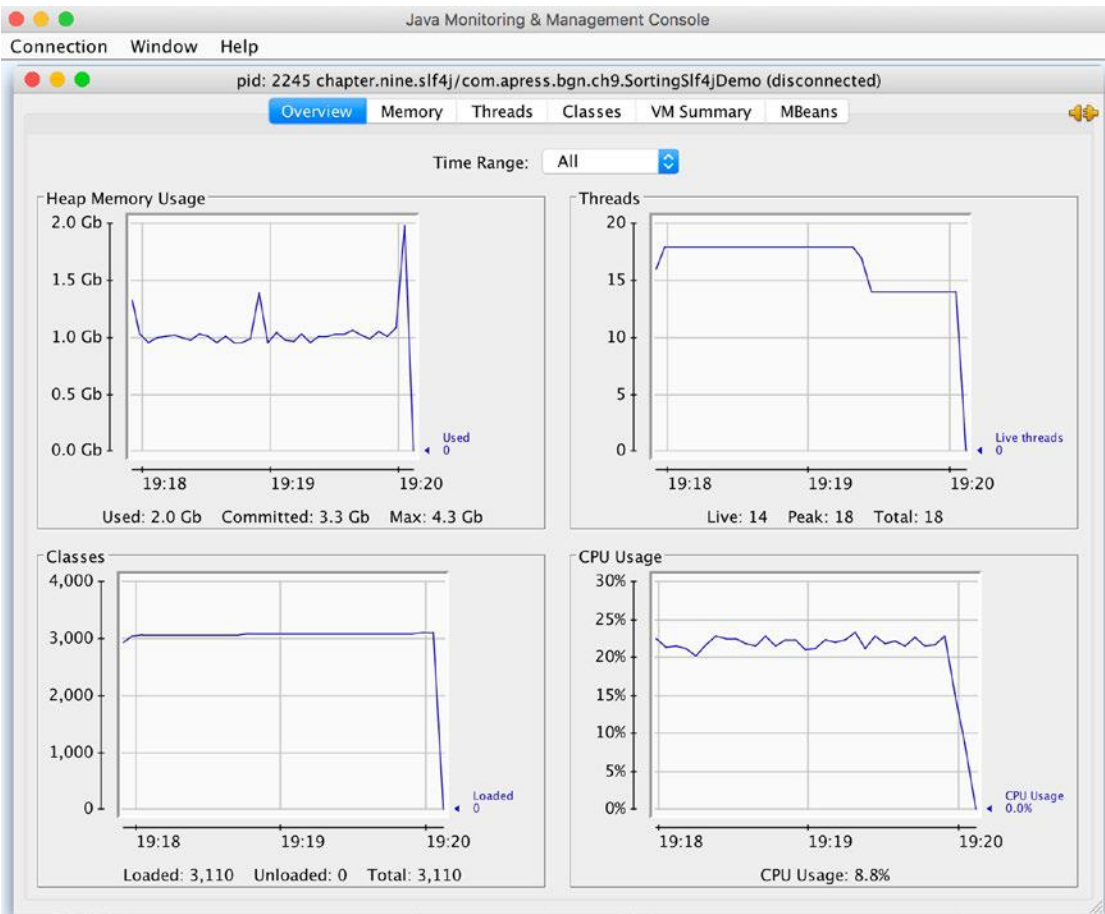 Java Monitoring & Management Console
Connection Window Help
pid: 2245 chapter.nine.slf4j/com.apress.bgn.ch9.SortingSlf4jDemo (disconnected)
Overview Memory Threads Classes VM Summary MBeans
Time Range: All
Heap Memory Usage
2.0 Gb
1.5 Gb
1.0 Gb
0.5 Gb
0.0 Gb
Used
0
19:18 19:19 19:20
Used: 2.0 Gb Committed: 3.3 Gb Max: 4.3 Gb
Threads
20
15
10
5
0
Live threads
0
19:18 19:19 19:20
Live: 14 Peak: 18 Total: 18
Classes
4,000
3,000
2,000
1,000
0
Loaded
0
19:18 19:19 19:20
Loaded: 3,110 Unloaded: 0 Total: 3,110
CPU Usage
30%
25%
20%
15%
10%
5%
0%
CPU Usage
0.0%
19:18 19:19 19:20
CPU Usage: 8.8%